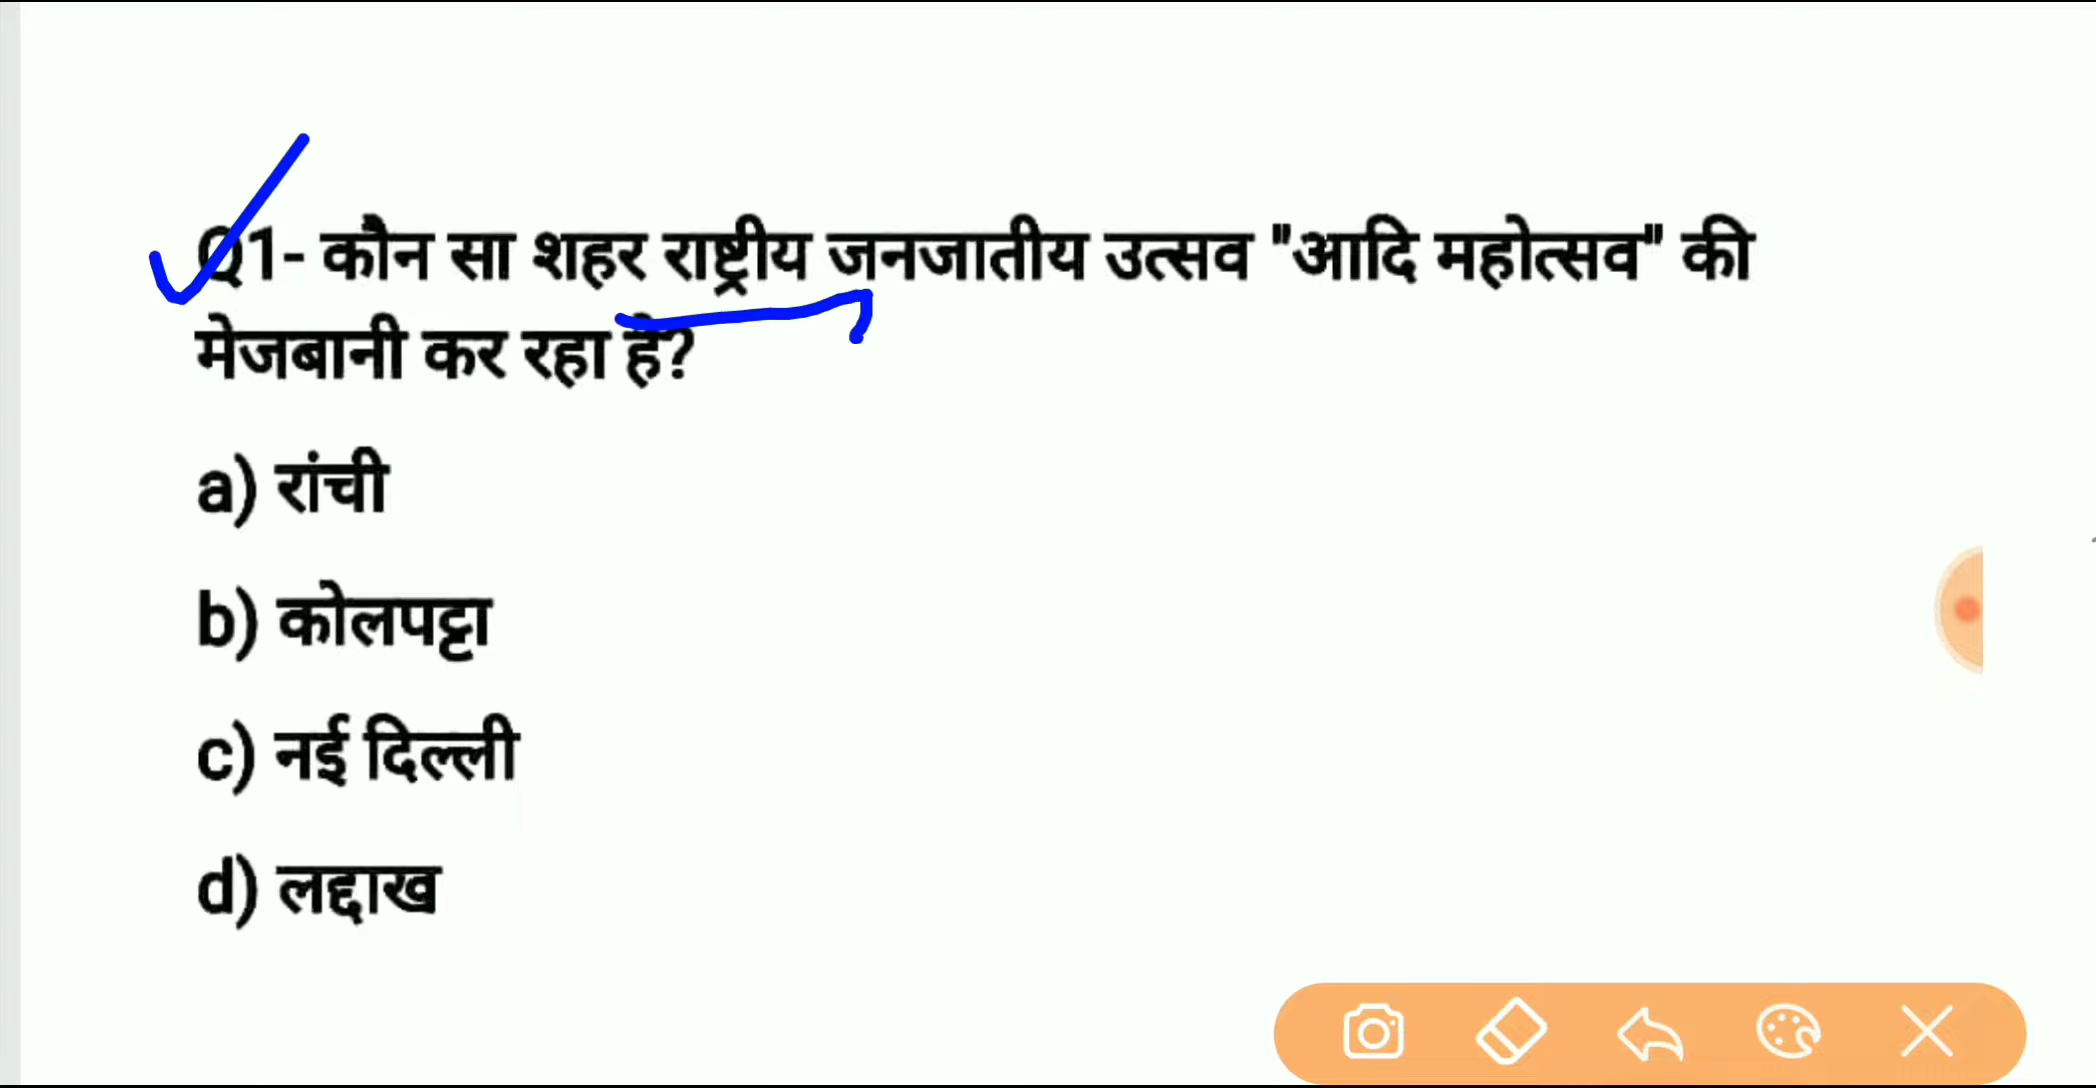 Q1- कौन सा शहर राष्ट्रीय जनजातीय उत्सव "आदि महोत्सव" की
मेजबानी कर रहा है?
a) रांची
b) कोलपट्टा
c) नई दिल्ली
d) लद्दाख